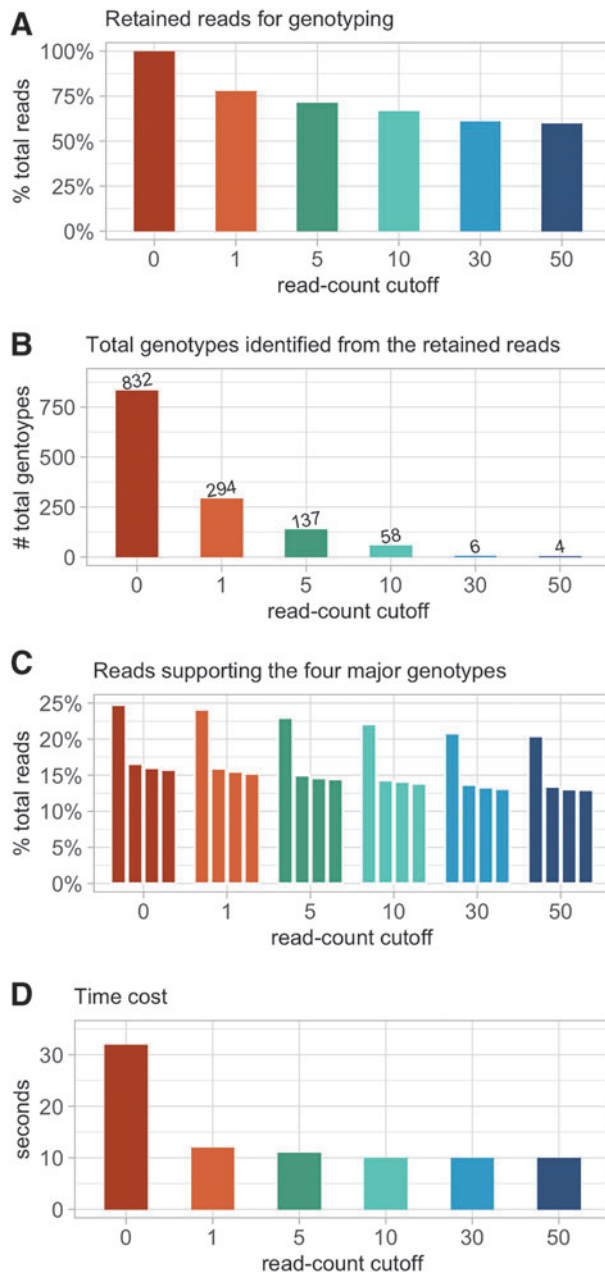 A
Retained reads for genotyping
100%
75%
50%
25%
0%
% total reads
0 1 5 10 30 50
read-count cutoff
B
Total genotypes identified from the retained reads
832
294
137
58
6
4
750
500
250
0
# total gentoypes
0 1 5 10 30 50
read-count cutoff
C
Reads supporting the four major genotypes
25%
20%
15%
10%
5%
0%
% total reads
0 1 5 10 30 50
read-count cutoff
D
Time cost
30
20
10
0
seconds
0 1 5 10 30 50
read-count cutoff